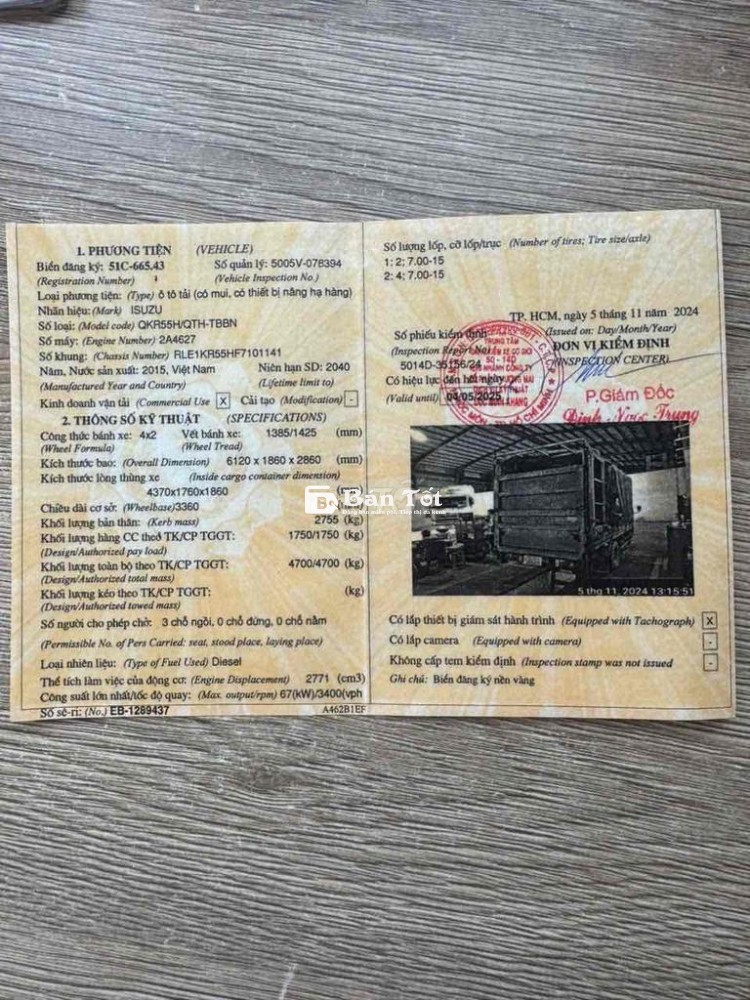 1. PHƯƠNG TIỆN (VEHICLE)
Biển đăng ký: 51C-665.43 Số quản lý: 5005V-078394
(Registration Number) (Vehicle Inspection No.)
Loại phương tiện: (Type) ô tô tải (có mui, có thiết bị nâng hạ hàng)
Nhãn hiệu: (Mark) ISUZU
Số loại: (Model code) QKR55H/QTH-TBBN
Số máy: (Engine Number) 2A4627
Số khung: (Chassis Number) RLE1KR55HF7101141
Năm, Nước sản xuất: 2015, Việt Nam Niên hạn SD: 2040
(Manufactured Year and Country) (Lifetime limit to)
Kinh doanh vận tải (Commercial Use X Cải tạo (Modification) -
2. THÔNG SỐ KỸ THUẬT (SPECIFICATIONS)
Công thức bánh xe: 4x2 Vết bánh xe: 1385/1425 (mm)
(Wheel Formula) (Wheel Tread)
Kích thước bao: (Overall Dimension) 6120 x 1860 x 2860 (mm)
Kích thước lòng thùng xe (Inside cargo container dimension)
4370x1760x1860
Chiều dài cơ sở: (Wheelbase)3360
Khối lượng bản thân: (Kerb mass) 2755 (kg)
Khối lượng hàng CC theo TK/CP TGGT: 1750/1750 (kg)
(Design/Authorized pay load)
Khối lượng toàn bộ theo TK/CP TGGT: 4700/4700 (kg)
(Design/Authorized total mass)
Khối lượng kéo theo TK/CP TGGT: (kg)
(Design/Authorized towed mass)
Số người cho phép chở: 3 chỗ ngồi, 0 chỗ đứng, 0 chỗ nằm
(Permissible No. of Pers Carried: seat, stood place, laying place)
Loại nhiên liệu: (Type of Fuel Used) Diesel
Thể tích làm việc của động cơ: (Engine Displacement) 2771 (cm3)
Công suất lớn nhất/tốc độ quay: (Max. output/rpm) 67(kW)/3400(vph
Số sê-ri: (No.) EB-1289437 A462B1EF
Số lượng lốp, cỡ lốp/trục (Number of tires; Tire size/axle)
1: 2; 7.00-15
2: 4; 7.00-15
TP. HCM, ngày 5 tháng 11 năm 2024
(Issued on: Day/Month/Year)
Số phiếu kiểm định ĐƠN VỊ KIỂM ĐỊNH
(Inspection Report No) (INSPECTION CENTER)
5014D-35156/24
Có hiệu lực đến hết ngày
(Valid until) 04/05/2025
P.Giám Đốc
Đinh Ngọc Trung
TRUNG TÂM
50 - 14D
Ban Tốt
5 thg 11, 2024 13:15:51
Có lắp thiết bị giám sát hành trình (Equipped with Tachograph) X
Có lắp camera (Equipped with camera) -
Không cấp tem kiểm định (Inspection stamp was not issued -
Ghi chú: Biển đăng ký nền vàng